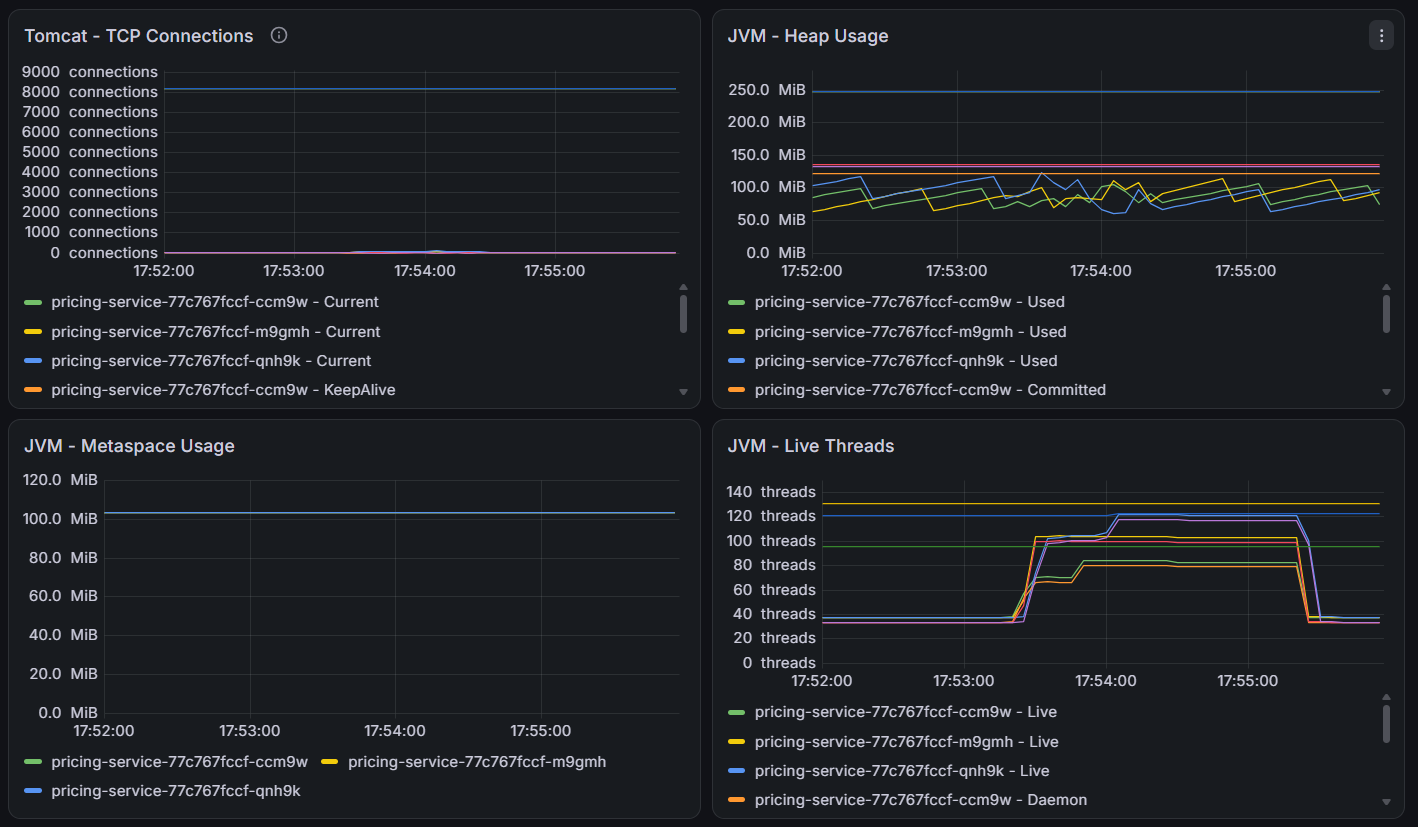 Tomcat - TCP Connections
9000 connections
8000 connections
7000 connections
6000 connections
5000 connections
4000 connections
3000 connections
2000 connections
1000 connections
0 connections
17:52:00 17:53:00 17:54:00 17:55:00
pricing-service-77c767fccf-ccm9w - Current
pricing-service-77c767fccf-m9gmh - Current
pricing-service-77c767fccf-qnh9k - Current
pricing-service-77c767fccf-ccm9w - KeepAlive
JVM - Heap Usage
250.0 MiB
200.0 MiB
150.0 MiB
100.0 MiB
50.0 MiB
0.0 MiB
17:52:00 17:53:00 17:54:00 17:55:00
pricing-service-77c767fccf-ccm9w - Used
pricing-service-77c767fccf-m9gmh - Used
pricing-service-77c767fccf-qnh9k - Used
pricing-service-77c767fccf-ccm9w - Committed
JVM - Metaspace Usage
120.0 MiB
100.0 MiB
80.0 MiB
60.0 MiB
40.0 MiB
20.0 MiB
0.0 MiB
17:52:00 17:53:00 17:54:00 17:55:00
pricing-service-77c767fccf-ccm9w pricing-service-77c767fccf-m9gmh
pricing-service-77c767fccf-qnh9k
JVM - Live Threads
140 threads
120 threads
100 threads
80 threads
60 threads
40 threads
20 threads
0 threads
17:52:00 17:53:00 17:54:00 17:55:00
pricing-service-77c767fccf-ccm9w - Live
pricing-service-77c767fccf-m9gmh - Live
pricing-service-77c767fccf-qnh9k - Live
pricing-service-77c767fccf-ccm9w - Daemon